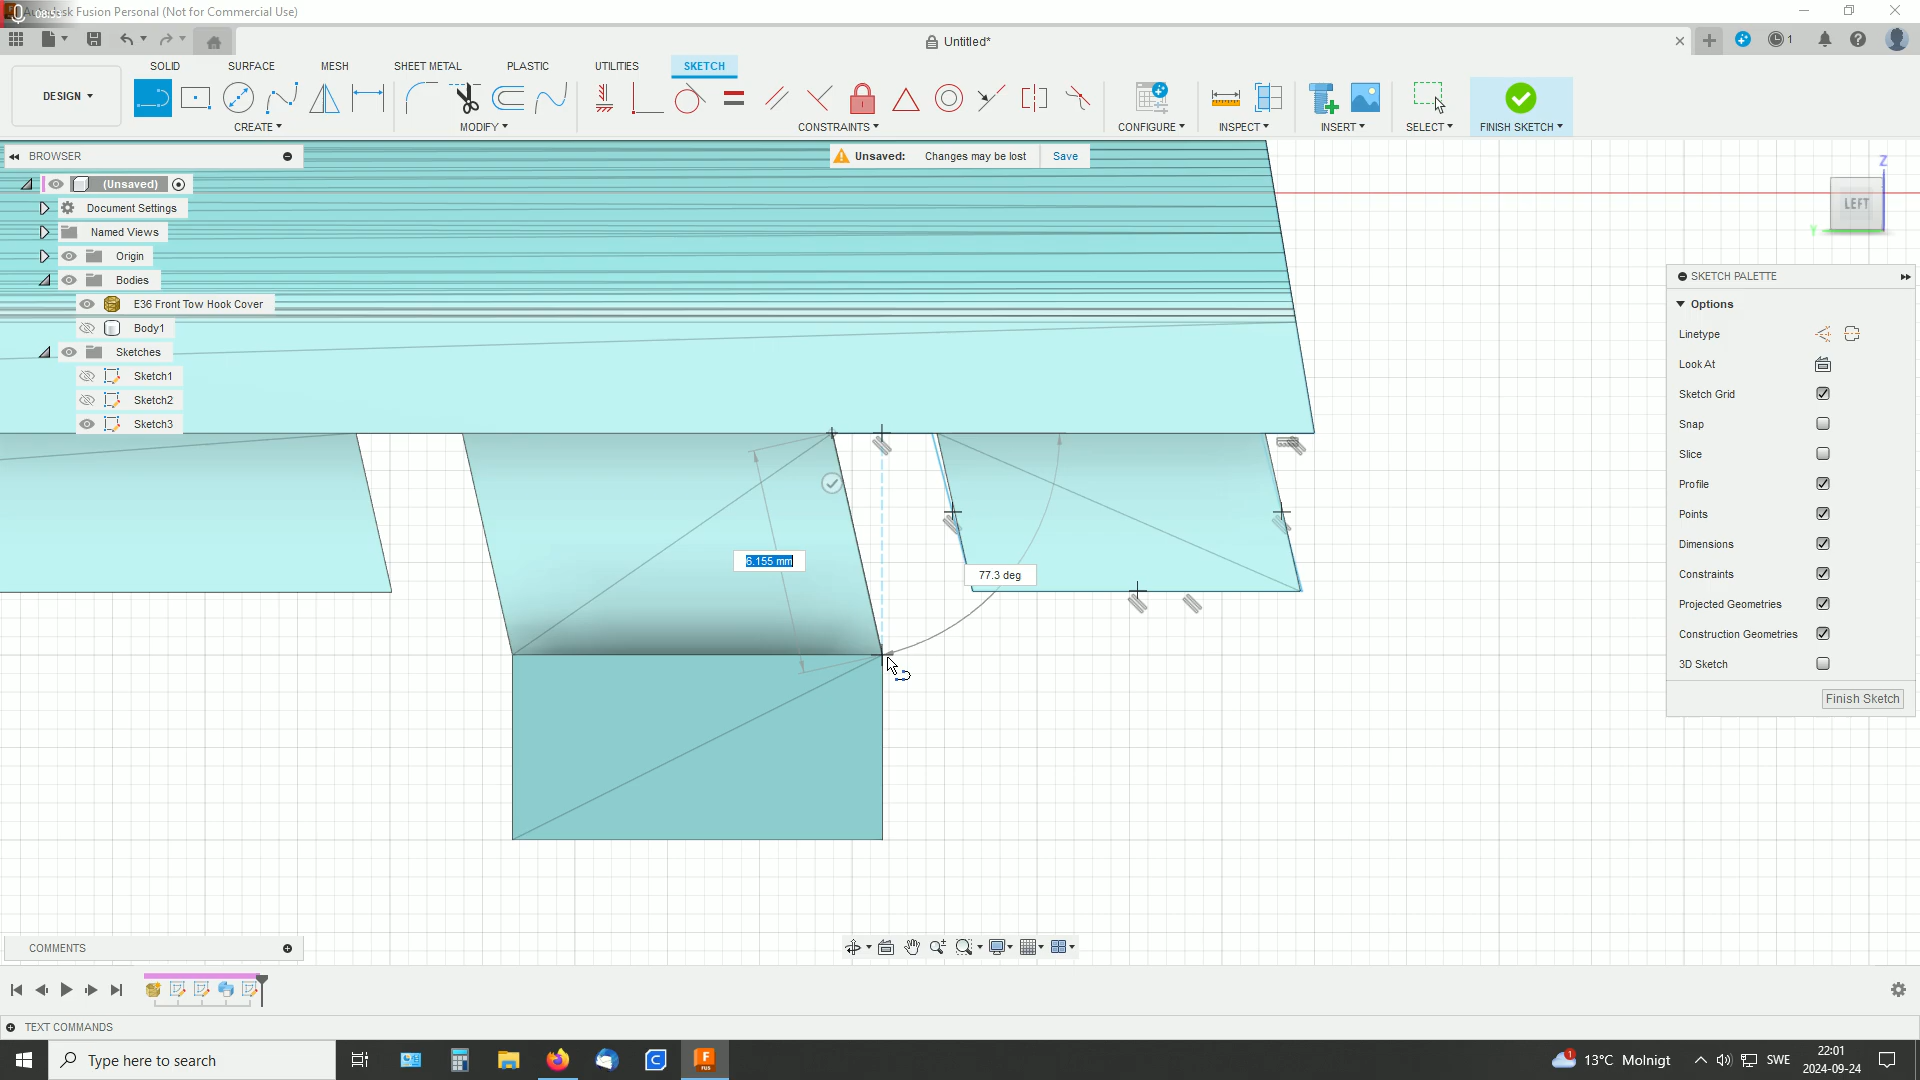 Autodesk Fusion Personal (Not for Commercial Use)
Untitled*
1
SOLID SURFACE MESH SHEET METAL PLASTIC UTILITIES SKETCH
DESIGN
CREATE MODIFY CONSTRAINTS CONFIGURE INSPECT INSERT SELECT FINISH SKETCH
BROWSER
Unsaved: Changes may be lost Save
(Unsaved)
Document Settings
Named Views
Origin
Bodies
E36 Front Tow Hook Cover
Body1
Sketches
Sketch1
Sketch2
Sketch3
Z
LEFT
Y
SKETCH PALETTE
Options
Linetype
Look At
Sketch Grid
Snap
Slice
Profile
Points
Dimensions
Constraints
Projected Geometries
Construction Geometries
3D Sketch
Finish Sketch
6.155 mm
77.3 deg
COMMENTS
TEXT COMMANDS
Type here to search
F
FUS
1
13°C Molnigt
SWE
22:01
2024-09-24